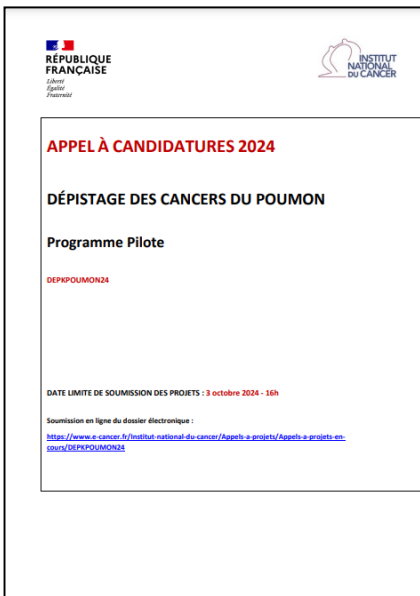 RÉPUBLIQUE
FRANÇAISE
Liberté
Égalité
Fraternité
INSTITUT
NATIONAL
DU CANCER
APPEL À CANDIDATURES 2024
DÉPISTAGE DES CANCERS DU POUMON
Programme Pilote
DEPKPOUMON24
DATE LIMITE DE SOUMISSION DES PROJETS : 3 octobre 2024 - 16h
Soumission en ligne du dossier électronique :
https://www.e-cancer.fr/Institut-national-du-cancer/Appels-a-projets/Appels-a-projets-en-
cours/DEPKPOUMON24